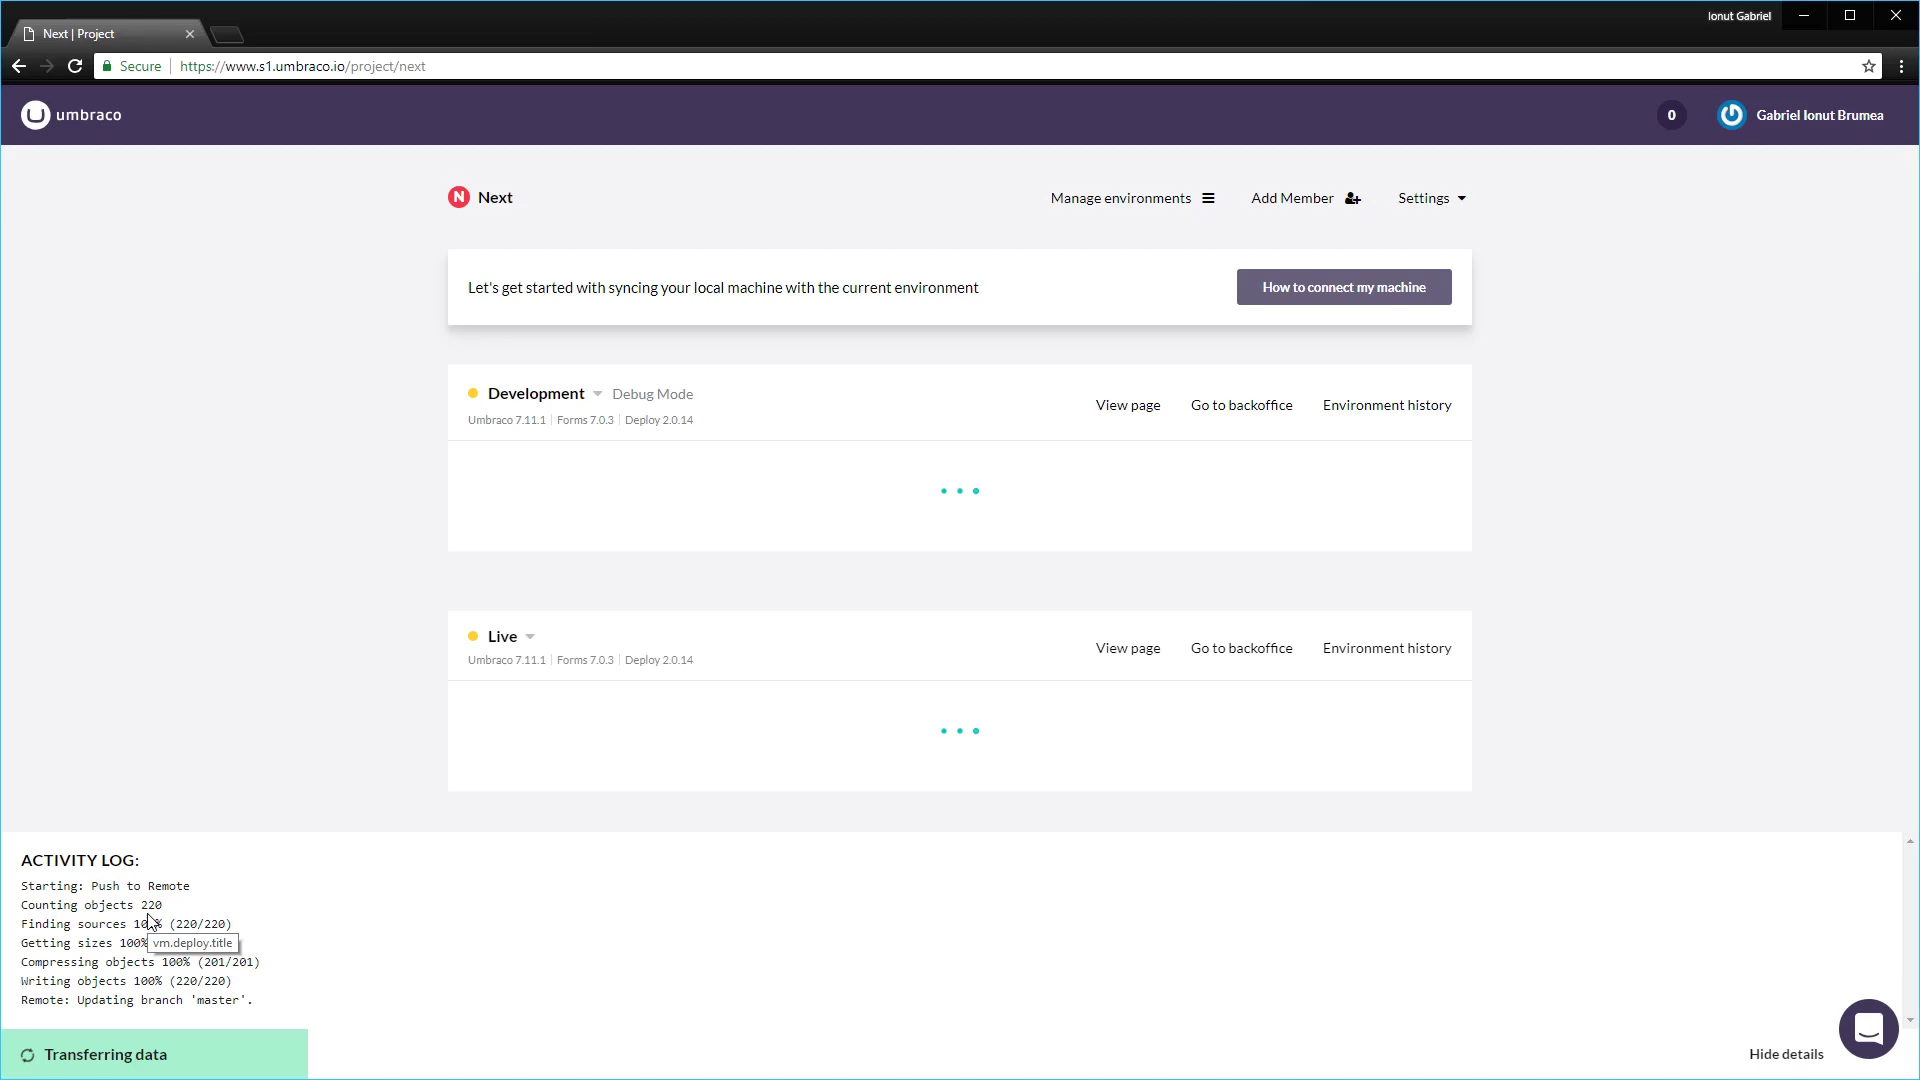 Ionut Gabriel
Next | Project
Secure
https://www.s1.umbraco.io/project/next
umbraco
0
Gabriel Ionut Brumea
N
Next
Manage environments
Add Member
Settings
Let's get started with syncing your local machine with the current environment
How to connect my machine
Development
Debug Mode
Umbraco 7.11.1 | Forms 7.0.3 | Deploy 2.0.14
View page
Go to backoffice
Environment history
Live
Umbraco 7.11.1 | Forms 7.0.3 | Deploy 2.0.14
View page
Go to backoffice
Environment history
ACTIVITY LOG:
Starting: Push to Remote
Counting objects 220
Finding sources 100% (220/220)
Getting sizes 100%
vm.deploy.title
Compressing objects 100% (201/201)
Writing objects 100% (220/220)
Remote: Updating branch 'master'.
Transferring data
Hide details